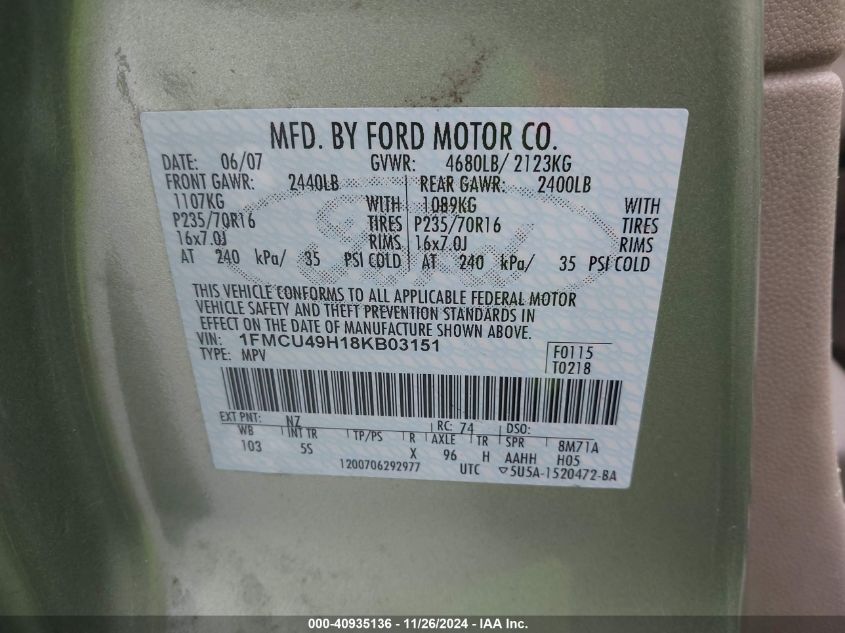 MFD. BY FORD MOTOR CO.
DATE: 06/07 GVWR: 4680LB/ 2123KG
FRONT GAWR: 2440LB REAR GAWR: 2400LB
1107KG WITH 1089KG WITH
P235/70R16 TIRES P235/70R16 TIRES
16x7.0J RIMS 16x7.0J RIMS
AT 240 kPa/ 35 PSI COLD AT 240 kPa/ 35 PSI COLD
Ford
THIS VEHICLE CONFORMS TO ALL APPLICABLE FEDERAL MOTOR
VEHICLE SAFETY AND THEFT PREVENTION STANDARDS IN
EFFECT ON THE DATE OF MANUFACTURE SHOWN ABOVE.
VIN: 1FMCU49H18KB03151 F0115
TYPE: MPV T0218
EXT PNT: NZ RC: 74 DSO:
WB INT TR TP/PS R AXLE TR SPR 8M71A
103 5S X 96 H AAHH H05
1200706292977 UTC ▽5U5A-1520472-BA
000-40935136 - 11/26/2024 - IAA Inc.